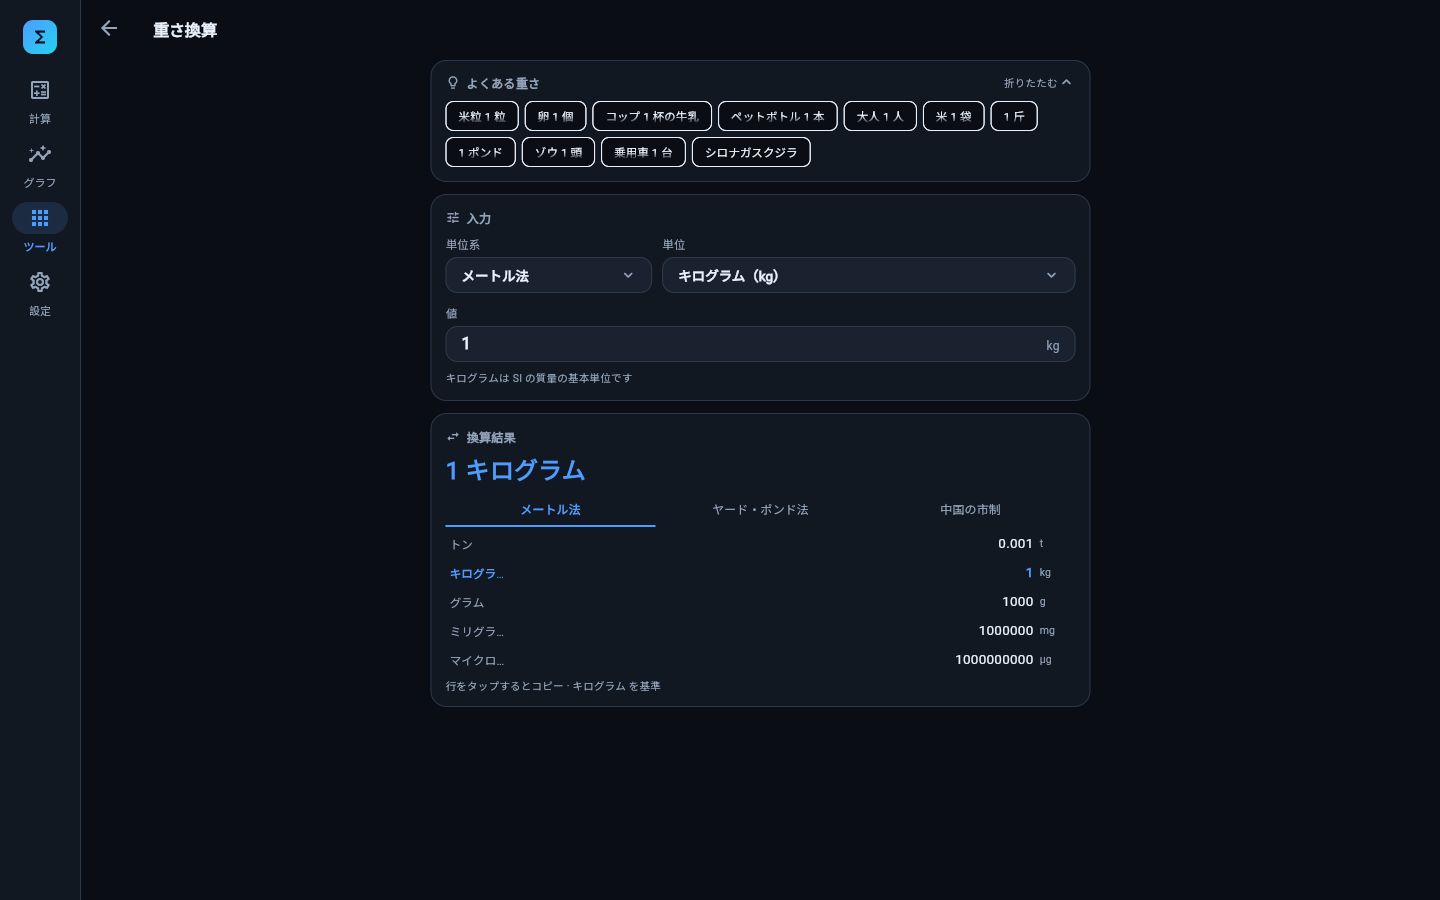 Σ
計算
グラフ
ツール
設定
重さ換算
よくある重さ
折りたたむ
米粒 1 粒
卵 1 個
コップ 1 杯の牛乳
ペットボトル 1 本
大人 1 人
米 1 袋
1 斤
1 ポンド
ゾウ 1 頭
乗用車 1 台
シロナガスクジラ
入力
単位系
単位
メートル法
キログラム（kg）
値
1 kg
キログラムは SI の質量の基本単位です
換算結果
1 キログラム
メートル法
ヤード・ポンド法
中国の市制
トン 0.001 t
キログラ... 1 kg
グラム 1000 g
ミリグラ... 1000000 mg
マイクロ... 1000000000 µg
行をタップするとコピー · キログラム を基準